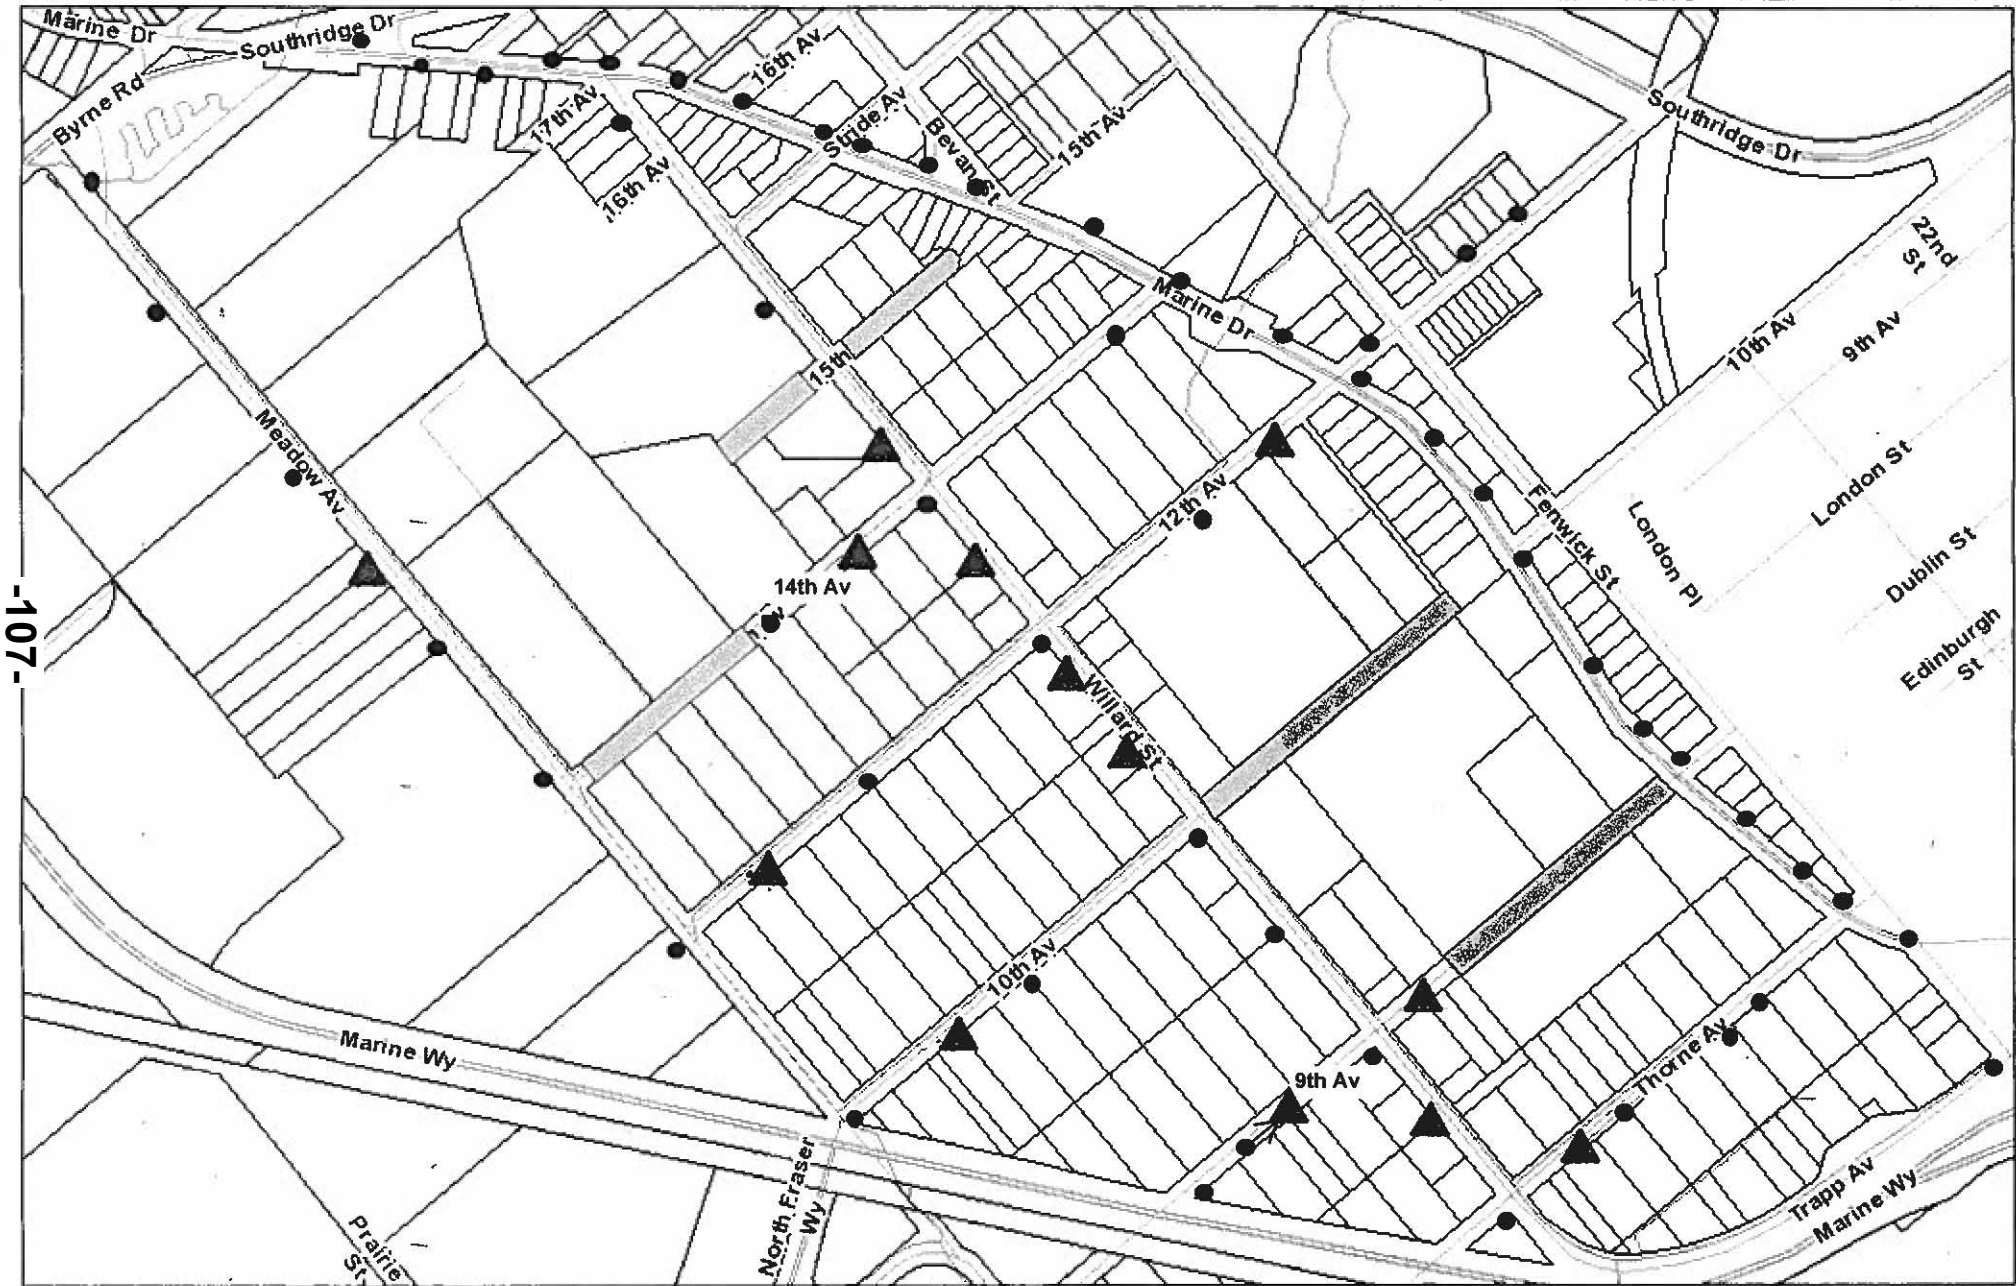 Marine Dr
Southridge Dr
Byrne Rd
16th Av
17th Av
Stride Av
Bevan St
15th Av
16th Av
Southridge Dr
22nd
St
Marine Dr
15th
10th Av
9th Av
Meadow Av
12th Av
Fenwick St
London Pl
London St
Dublin St
Edinburgh
St
14th Av
-107-
Willard St
10th Av
Marine Wy
9th Av
Thorne Av
North Fraser
Wy
Prairie
St
Trapp Av
Marine Wy